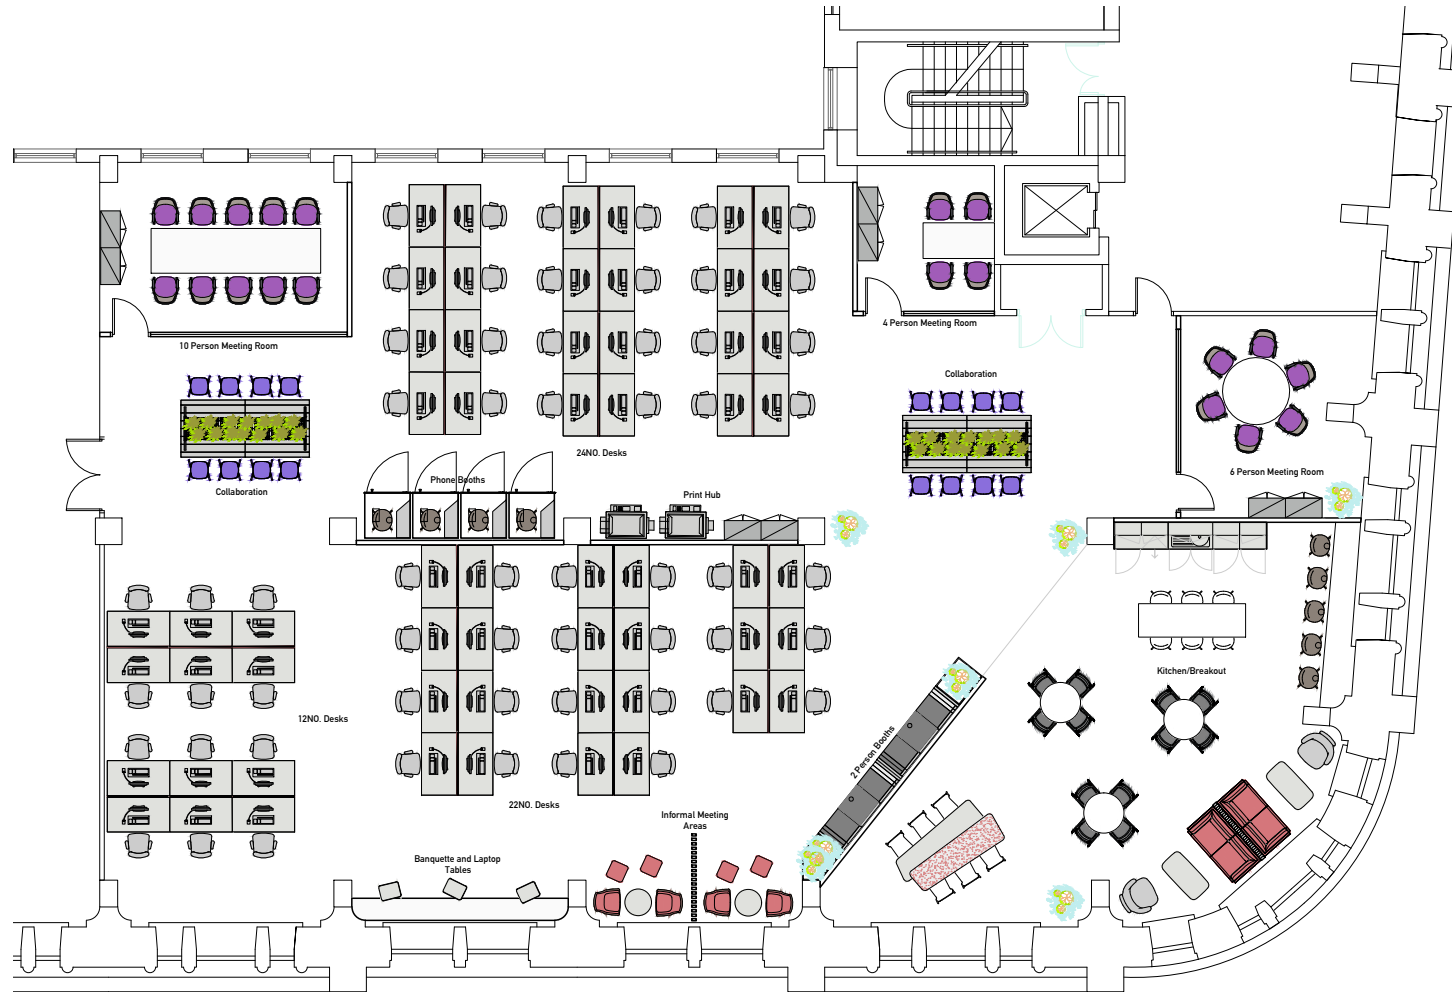 4 Person Meeting Room
10 Person Meeting Room
Collaboration
24NO. Desks
6 Person Meeting Room
Phone Booths
Collaboration
Print Hub
Kitchen/Breakout
12NO. Desks
2 Person Booths
22NO. Desks
Informal Meeting
Areas
Banquette and Laptop
Tables